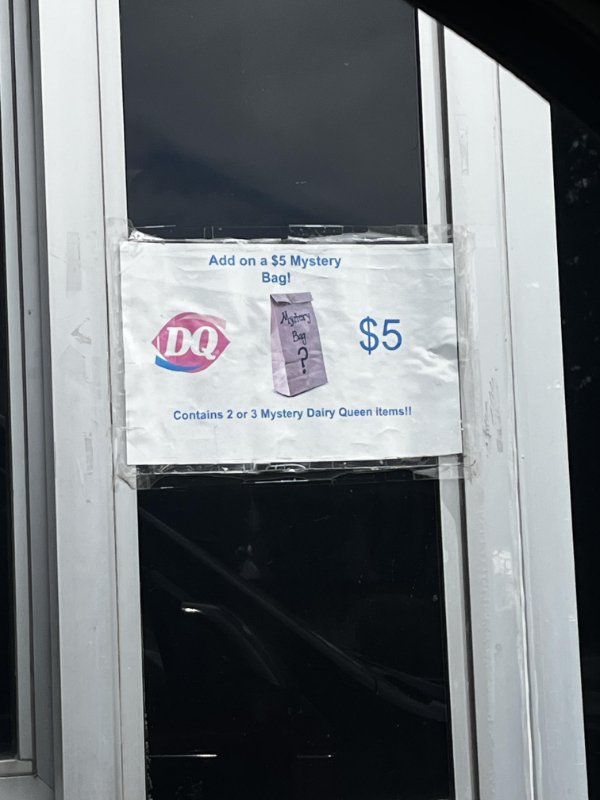 Add on a $5 Mystery
Bag!
DQ
Mystery
Bag
?
$5
Contains 2 or 3 Mystery Dairy Queen items!!